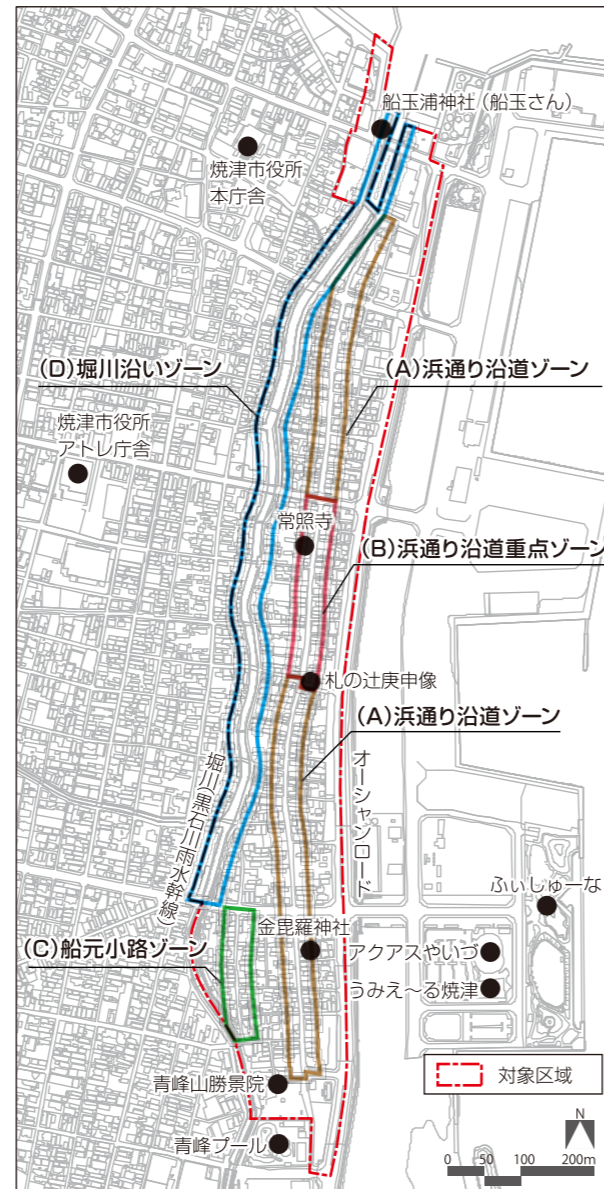 船玉浦神社（船玉さん）
焼津市役所
本庁舎
（D）堀川沿いゾーン
（A）浜通り沿道ゾーン
焼津市役所
アトレ庁舎
常照寺
（B）浜通り沿道重点ゾーン
札の辻庚申像
（A）浜通り沿道ゾーン
オーシャンロード
堀川（黒石川雨水幹線）
ふぃしゅーな
金毘羅神社
アクアスやいづ
（C）船元小路ゾーン
うみえ～る焼津
対象区域
青峰山勝景院
青峰プール
N
0 50 100 200m